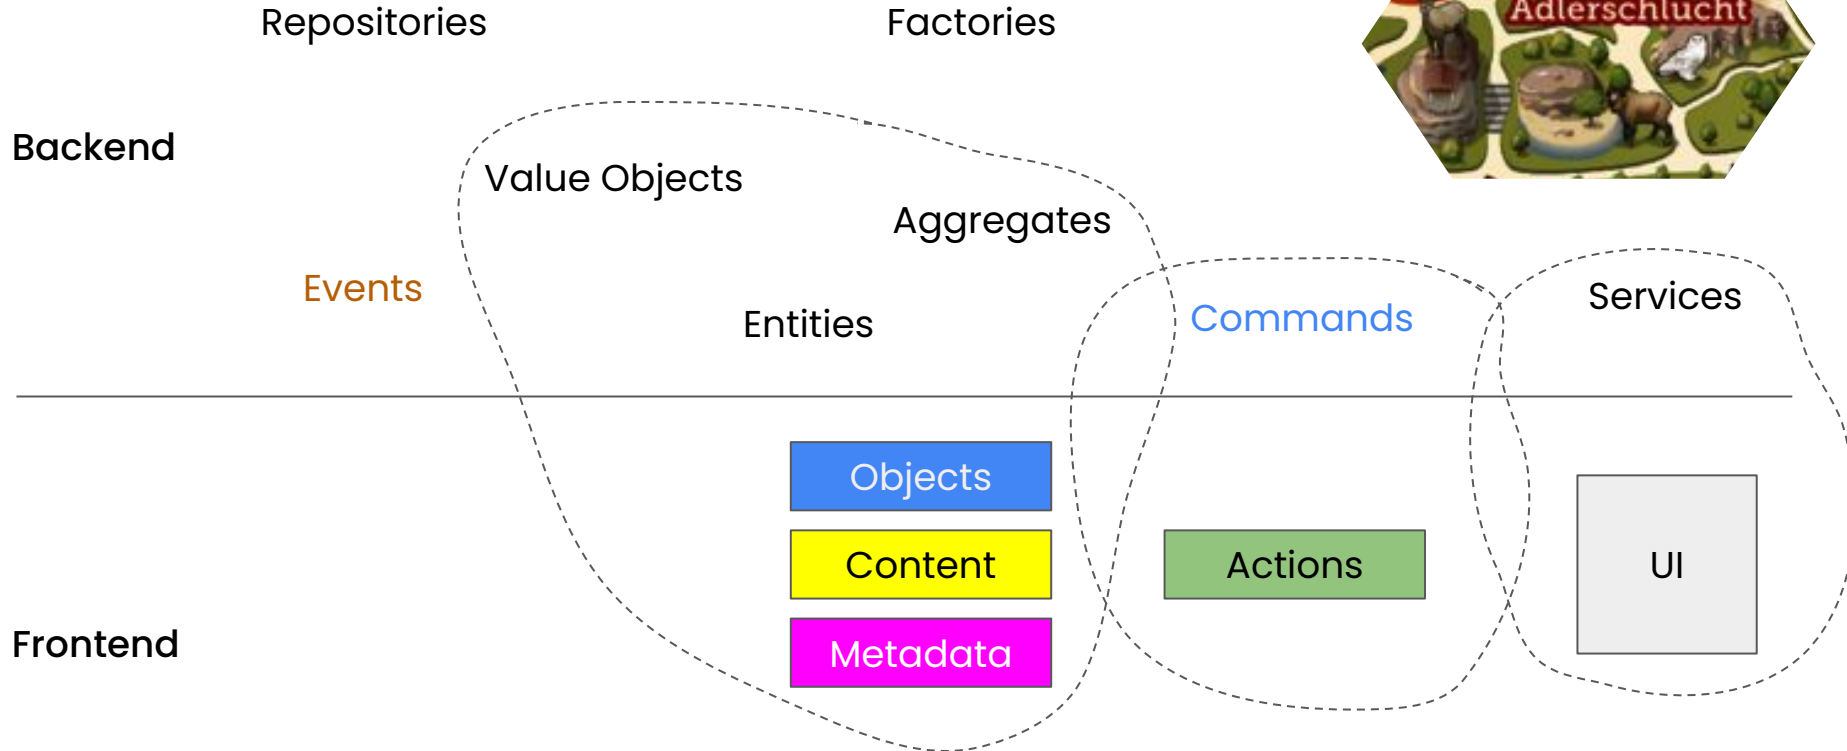 Repositories
Factories
Adlerschlucht
Backend
Value Objects
Aggregates
Events
Entities
Commands
Services
Objects
Content
Actions
UI
Frontend
Metadata